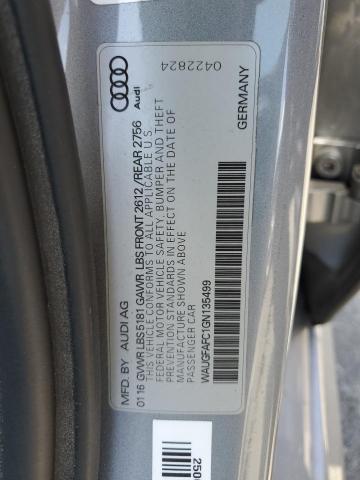 Audi
0422824
MFD. BY AUDI AG
GERMANY
01 16 GVWR LBS 5181 GAWR LBS FRONT 2612/REAR 2756
THIS VEHICLE CONFORMS TO ALL APPLICABLE U.S.
FEDERAL MOTOR VEHICLE SAFETY, BUMPER AND THEFT
PREVENTION STANDARDS IN EFFECT ON THE DATE OF
MANUFACTURE SHOWN ABOVE
PASSENGER CAR
WAUGFAFC1GN135499